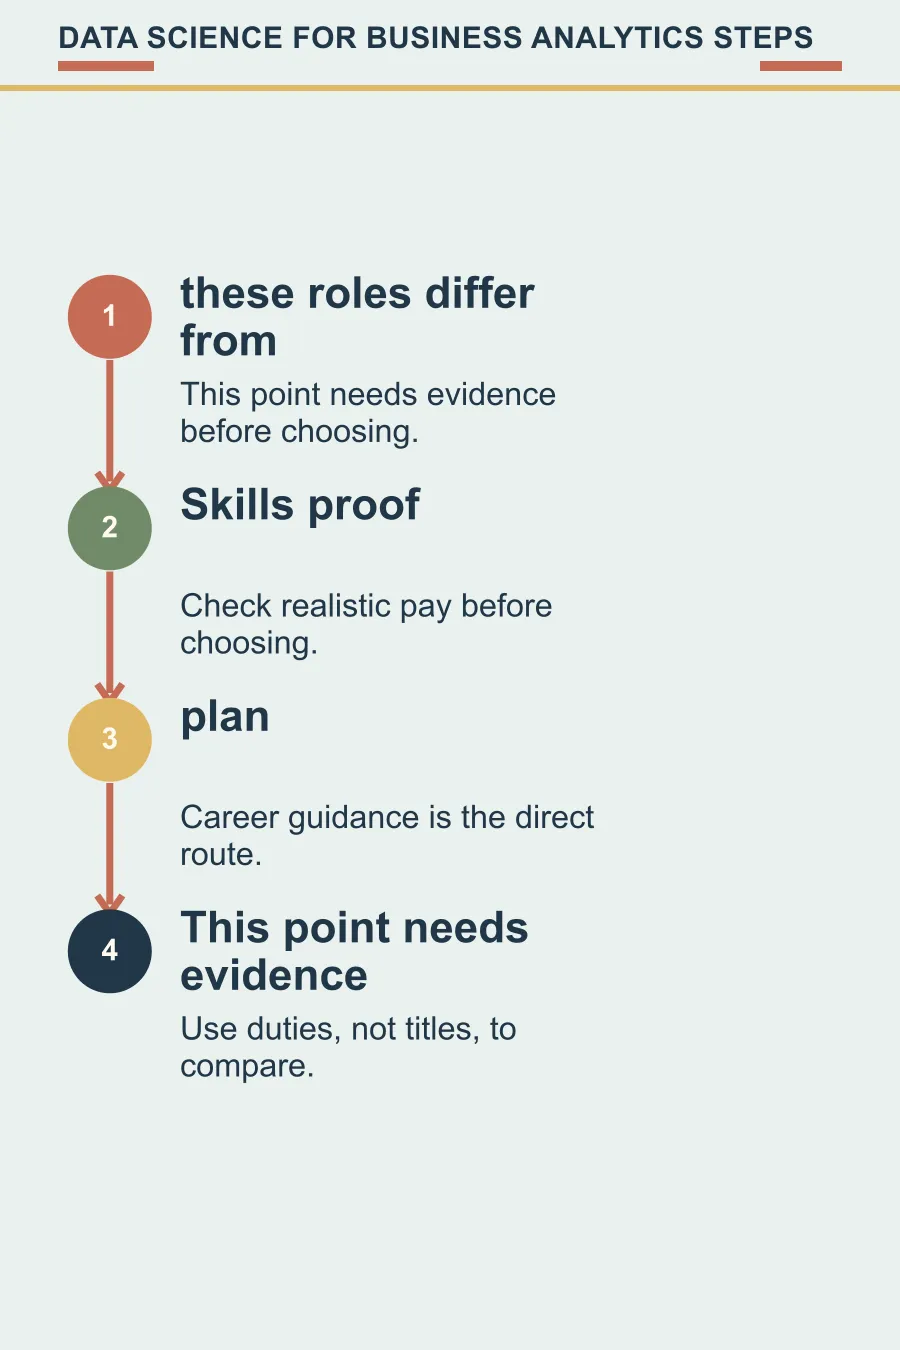 DATA SCIENCE FOR BUSINESS ANALYTICS STEPS
1
these roles differ
from
This point needs evidence
before choosing.
2
Skills proof
Check realistic pay before
choosing.
3
plan
Career guidance is the direct
route.
4
This point needs
evidence
Use duties, not titles, to
compare.